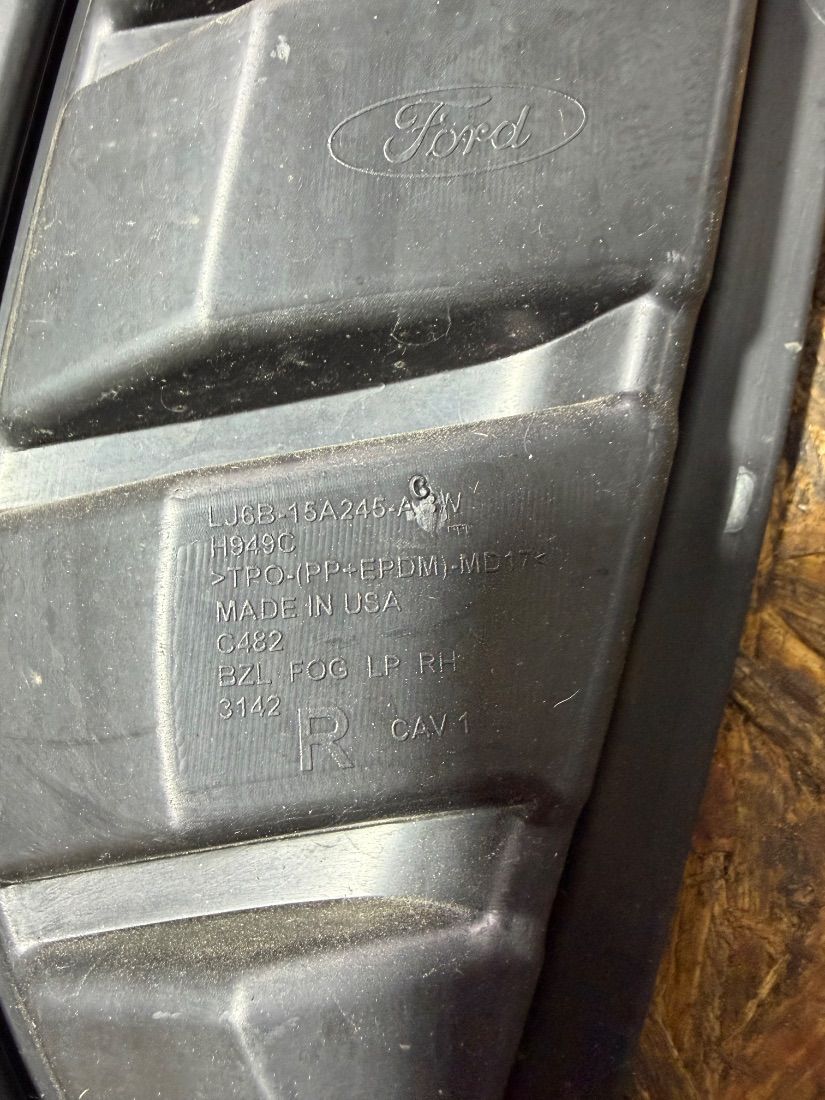 Ford
LJ6B-15A245-A W
C
H949C
>TPO-(PP+EPDM)-MD17<
MADE IN USA
C482
BZL FOG LP RH
3142
R CAV 1